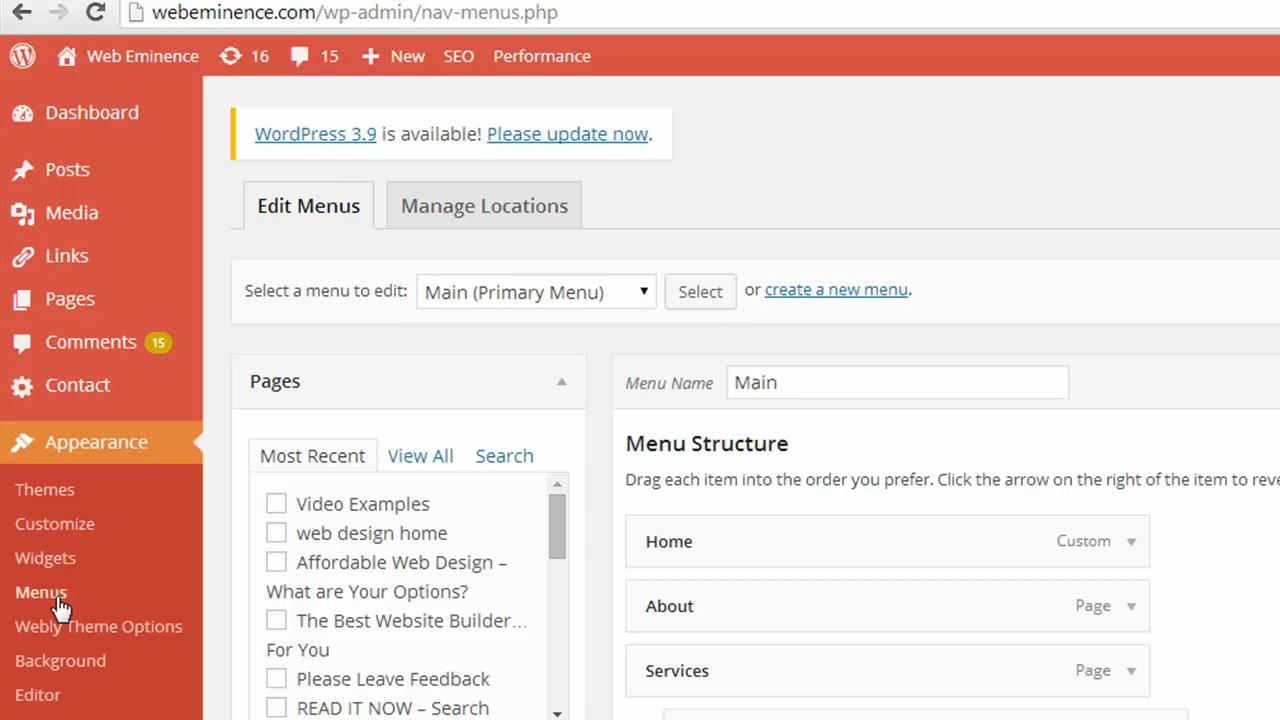 webeminence.com/wp-admin/nav-menus.php
Web Eminence 16 15 New SEO Performance
Dashboard
Posts
Media
Links
Pages
Comments 15
Contact
Appearance
Themes
Customize
Widgets
Menus
Webly Theme Options
Background
Editor
WordPress 3.9 is available! Please update now.
Edit Menus Manage Locations
Select a menu to edit: Main (Primary Menu) Select or create a new menu.
Pages
Most Recent View All Search
Video Examples
web design home
Affordable Web Design –
What are Your Options?
The Best Website Builder…
For You
Please Leave Feedback
READ IT NOW – Search
Menu Name Main
Menu Structure
Drag each item into the order you prefer. Click the arrow on the right of the item to reve
Home Custom
About Page
Services Page